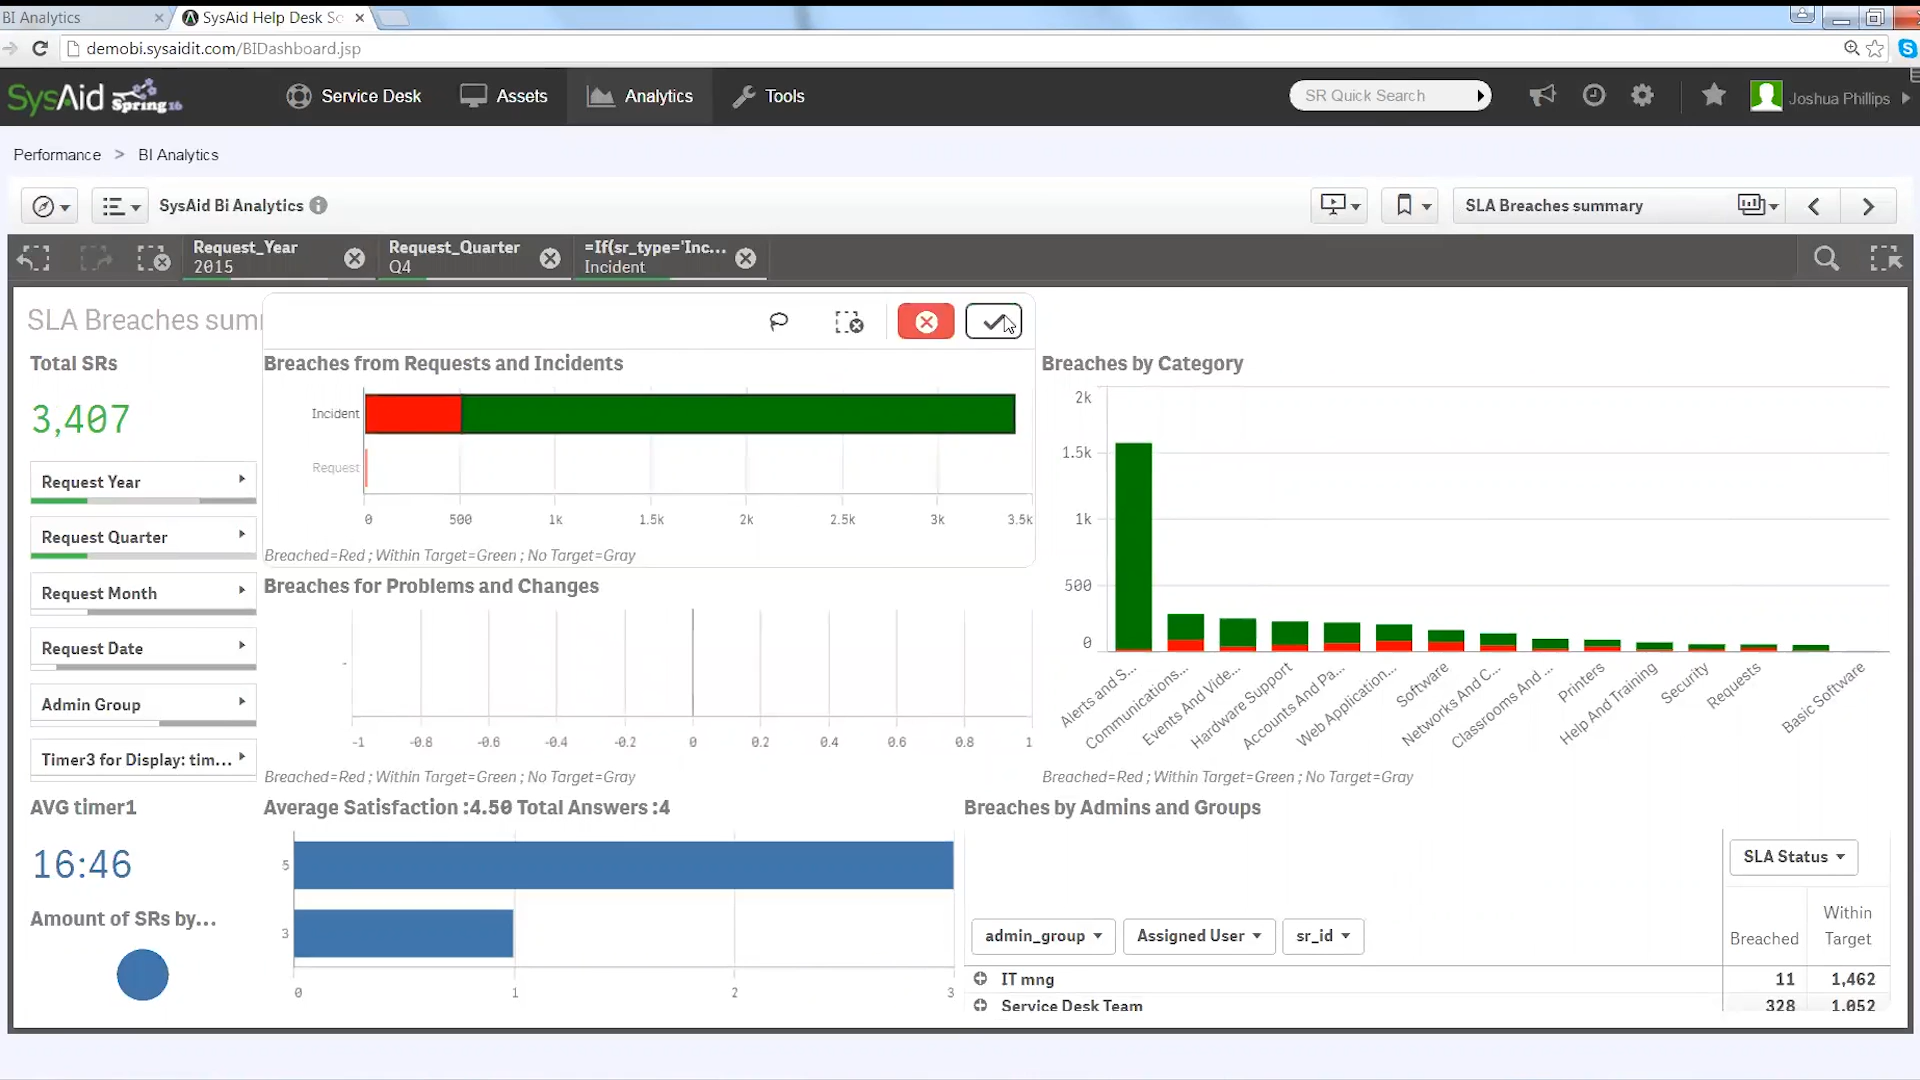 BI Analytics
SysAid Help Desk Sc
demobi.sysaidit.com/BIDashboard.jsp
SysAid Spring16
Service Desk
Assets
Analytics
Tools
SR Quick Search
Joshua Phillips
Performance > BI Analytics
SysAid Bi Analytics
SLA Breaches summary
Request_Year
2015
Request_Quarter
Q4
=If(sr_type='Inc...
Incident
SLA Breaches sum
Total SRs
3,407
Request Year
Request Quarter
Request Month
Request Date
Admin Group
Timer3 for Display: tim...
AVG timer1
16:46
Amount of SRs by...
Breaches from Requests and Incidents
Incident
Request
0 500 1k 1.5k 2k 2.5k 3k 3.5k
Breached=Red ; Within Target=Green ; No Target=Gray
Breaches for Problems and Changes
-
-1 -0.8 -0.6 -0.4 -0.2 0 0.2 0.4 0.6 0.8 1
Breached=Red ; Within Target=Green ; No Target=Gray
Breaches by Category
2k
1.5k
1k
500
0
Alerts and S...
Communications...
Events And Vide...
Hardware Support
Accounts And Pa...
Web Application...
Software
Networks And C...
Classrooms And ...
Printers
Help And Training
Security
Requests
Basic Software
Breached=Red ; Within Target=Green ; No Target=Gray
Average Satisfaction :4.50 Total Answers :4
5
3
0 1 2 3
Breaches by Admins and Groups
SLA Status
admin_group
Assigned User
sr_id
Breached
Within
Target
IT mng 11 1,462
Service Desk Team 328 1,052